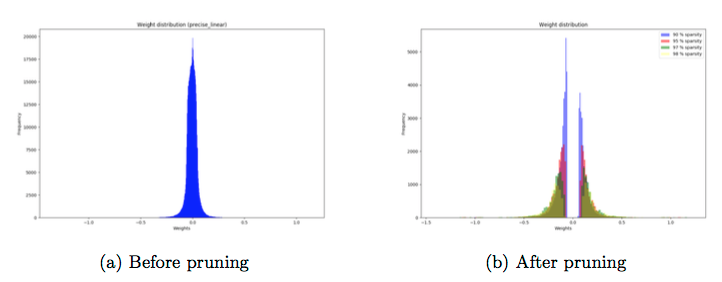 Weight distribution (precise_linear)
Frequency
20000
17500
15000
12500
10000
7500
5000
2500
0
−1.0
−0.5
0.0
0.5
1.0
Weights
(a) Before pruning
Weight distribution
90 % sparsity
95 % sparsity
97 % sparsity
98 % sparsity
Frequency
5000
4000
3000
2000
1000
0
−1.5
−1.0
−0.5
0.0
0.5
1.0
Weights
(b) After pruning